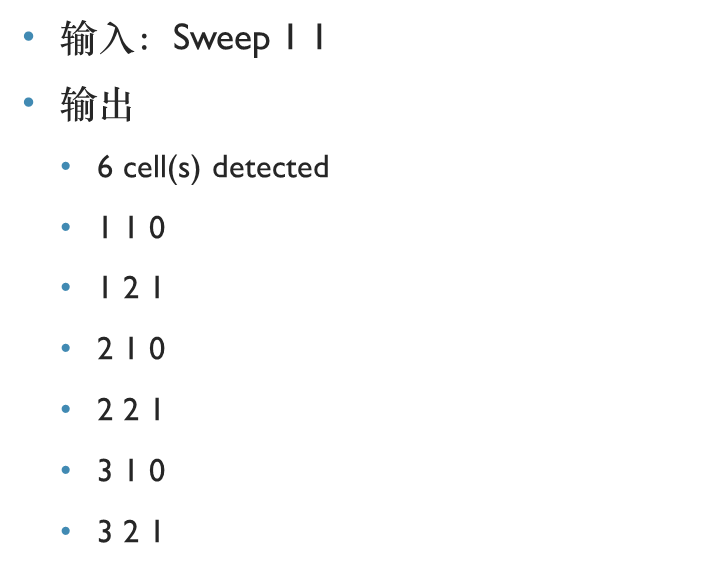 • 输入：Sweep 1 1
• 输出
• 6 cell(s) detected
• 1 1 0
• 1 2 1
• 2 1 0
• 2 2 1
• 3 1 0
• 3 2 1